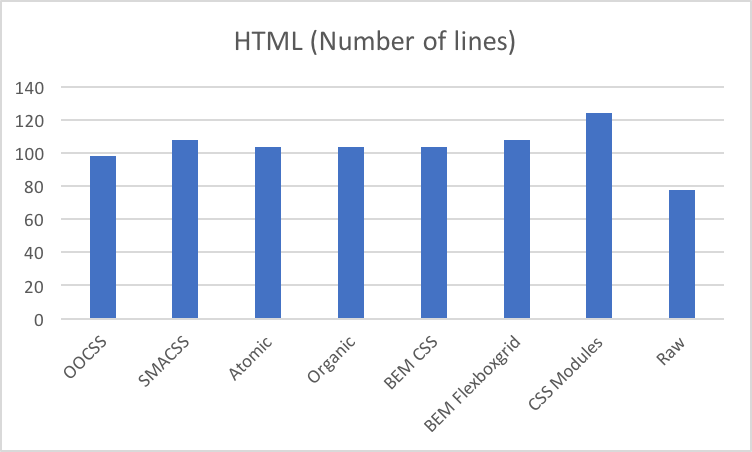 HTML (Number of lines)
140
120
100
80
60
40
20
0
OOCSS
SMACSS
Atomic
Organic
BEM CSS
BEM Flexboxgrid
CSS Modules
Raw